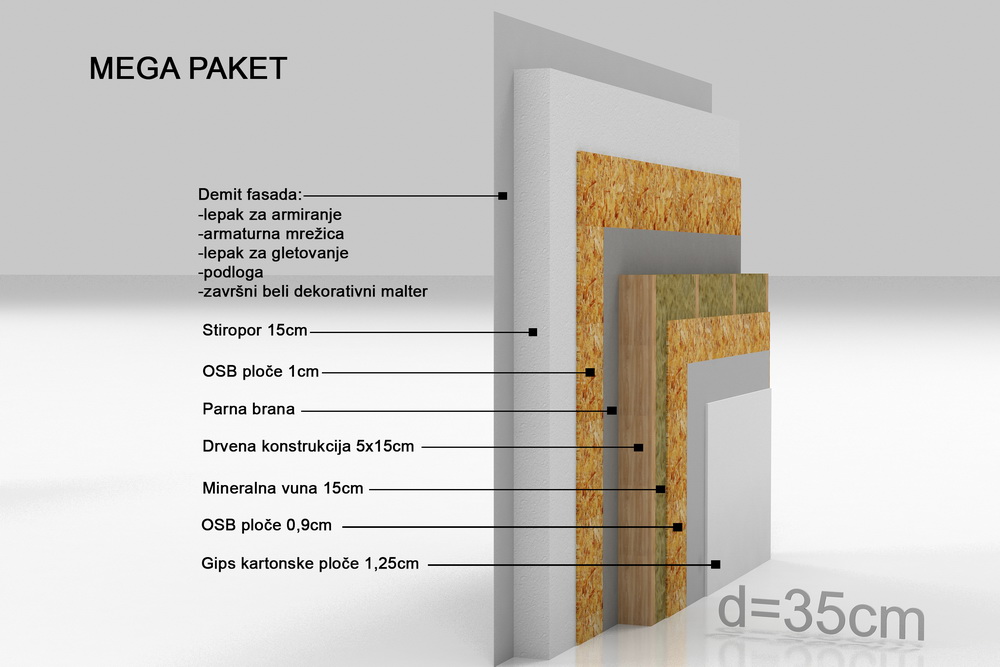 MEGA PAKET
Demit fasada:
-lepak za armiranje
-armaturna mrežica
-lepak za gletovanje
-podloga
-završni beli dekorativni malter
Stiropor 15cm
OSB ploče 1cm
Parna brana
Drvena konstrukcija 5x15cm
Mineralna vuna 15cm
OSB ploče 0,9cm
Gips kartonske ploče 1,25cm
d=35cm